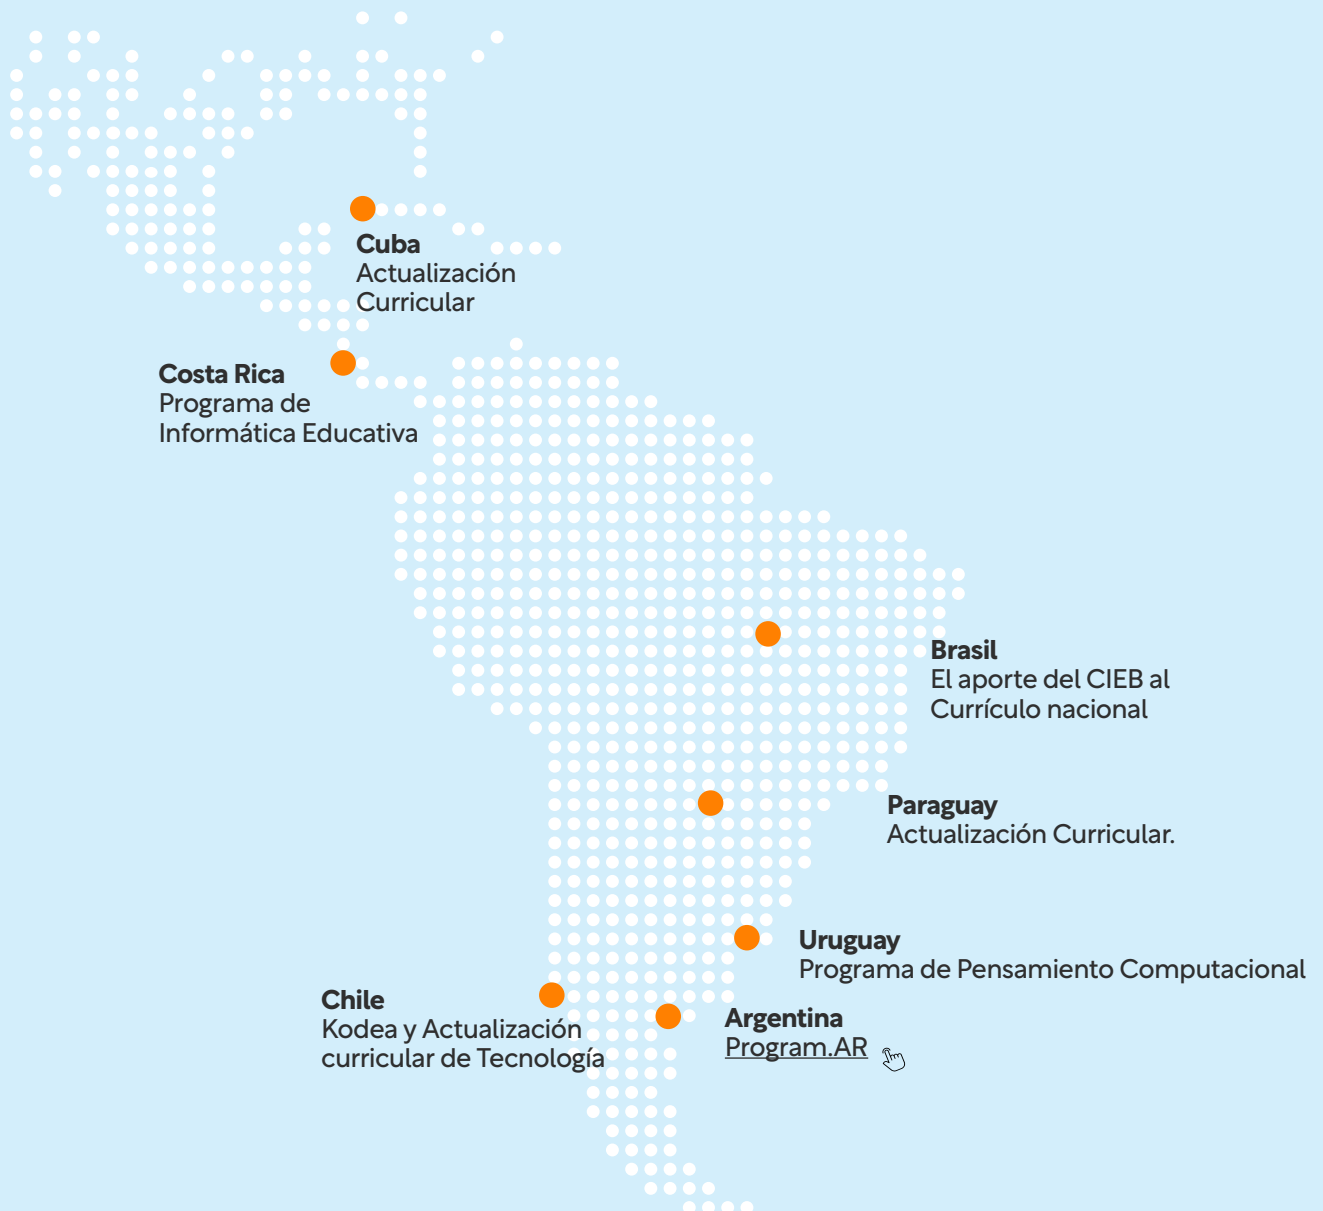 Cuba
Actualización
Curricular
Costa Rica
Programa de
Informática Educativa
Brasil
El aporte del CIEB al
Currículo nacional
Paraguay
Actualización Curricular.
Uruguay
Programa de Pensamiento Computacional
Chile
Kodea y Actualización
curricular de Tecnología
Argentina
Program.AR